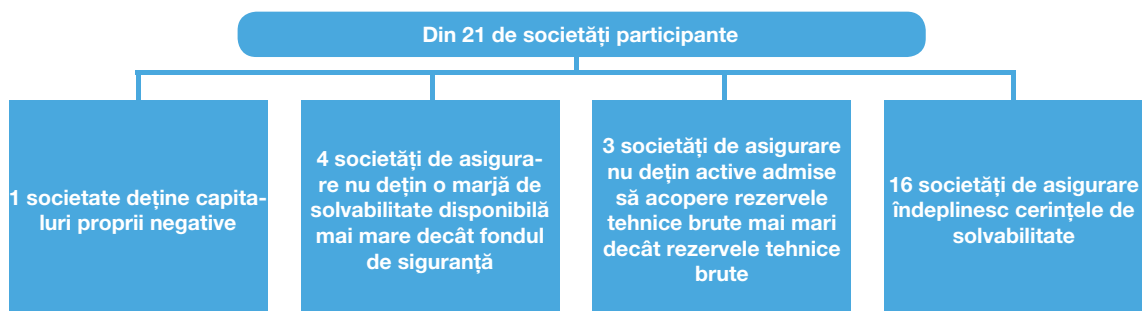 Din 21 de societăți participante
1 societate deține capita-
luri proprii negative
4 societăți de asigura-
re nu dețin o marjă de
solvabilitate disponibilă
mai mare decât fondul
de siguranță
3 societăți de asigurare
nu dețin active admise
să acopere rezervele
tehnice brute mai mari
decât rezervele tehnice
brute
16 societăți de asigurare
îndeplinesc cerințele de
solvabilitate